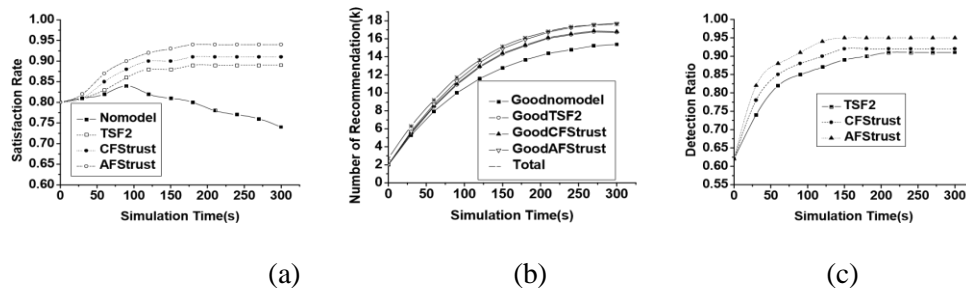 1.00
0.95
0.90
0.85
0.80
0.75
0.70
0.65
0.60
Satisfaction Rate
Nomodel
TSF2
CFStrust
AFStrust
0 50 100 150 200 250 300
Simulation Time(s)
(a)
18
16
14
12
10
8
6
4
2
0
Number of Recommendation(k)
Goodnomodel
GoodTSF2
GoodCFStrust
GoodAFStrust
Total
0 50 100 150 200 250 300
Simulation Time(s)
(b)
1.00
0.95
0.90
0.85
0.80
0.75
0.70
0.65
0.60
0.55
Detection Ratio
TSF2
CFStrust
AFStrust
0 50 100 150 200 250 300
Simulation Time(s)
(c)